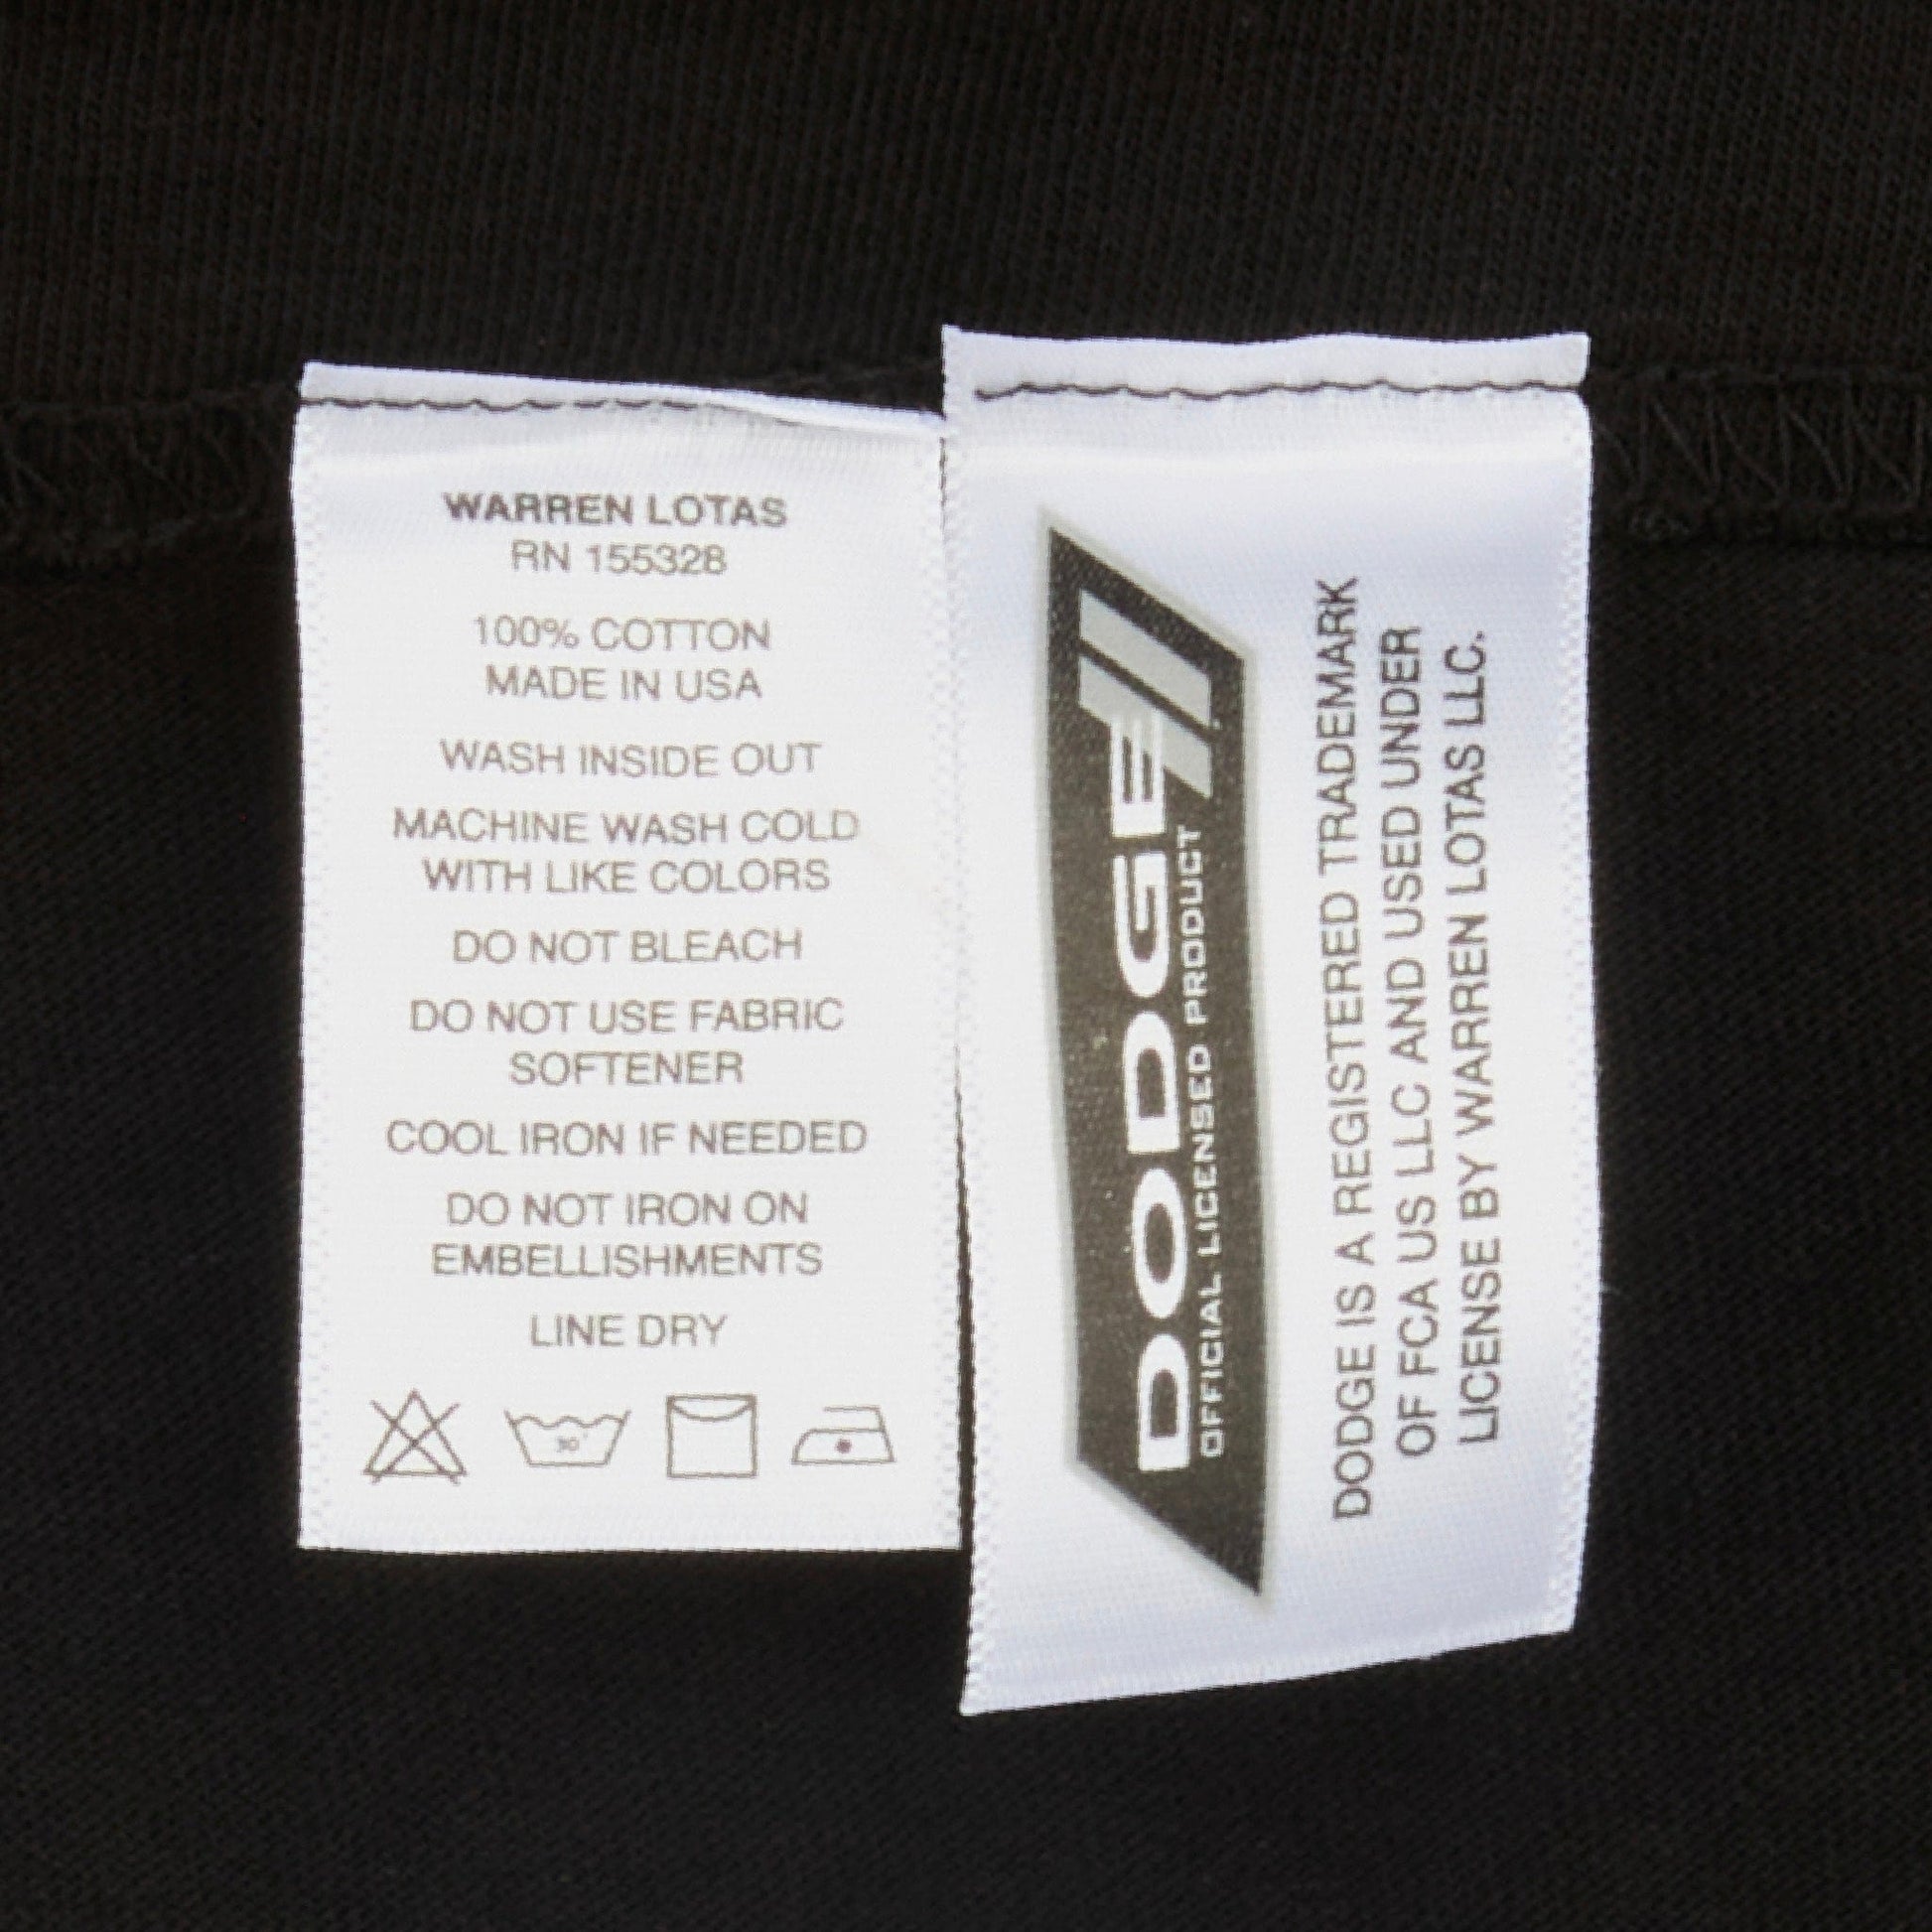 WARREN LOTAS
RN 155328
100% COTTON
MADE IN USA
WASH INSIDE OUT
MACHINE WASH COLD
WITH LIKE COLORS
DO NOT BLEACH
DO NOT USE FABRIC
SOFTENER
COOL IRON IF NEEDED
DO NOT IRON ON
EMBELLISHMENTS
LINE DRY
30°
DODGE
OFFICIAL LICENSED PRODUCT
DODGE IS A REGISTERED TRADEMARK
OF FCA US LLC AND USED UNDER
LICENSE BY WARREN LOTAS LLC.